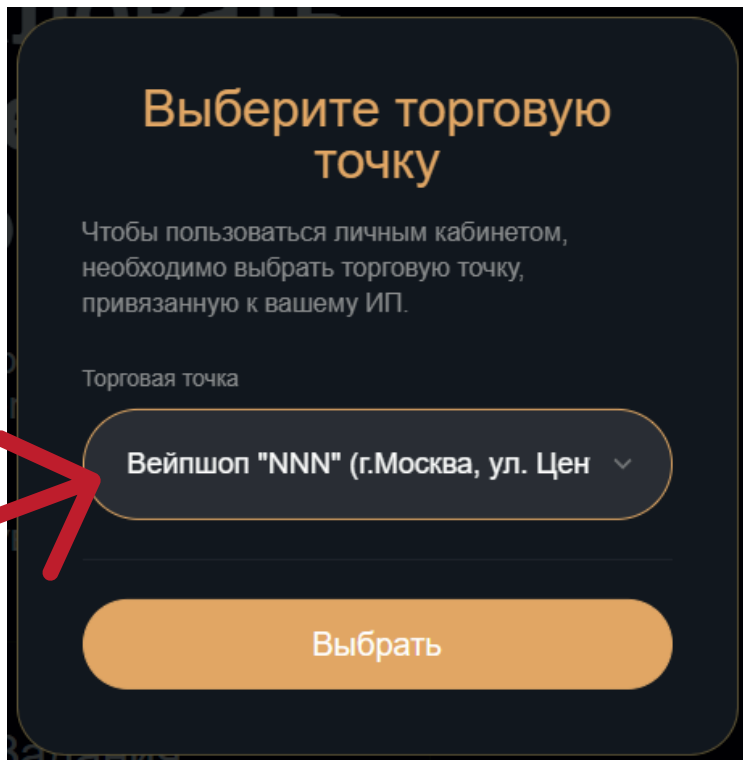 Выберите торговую
точку
Чтобы пользоваться личным кабинетом,
необходимо выбрать торговую точку,
привязанную к вашему ИП.
Торговая точка
Вейпшоп "NNN" (г.Москва, ул. Цен
Выбрать
Задания